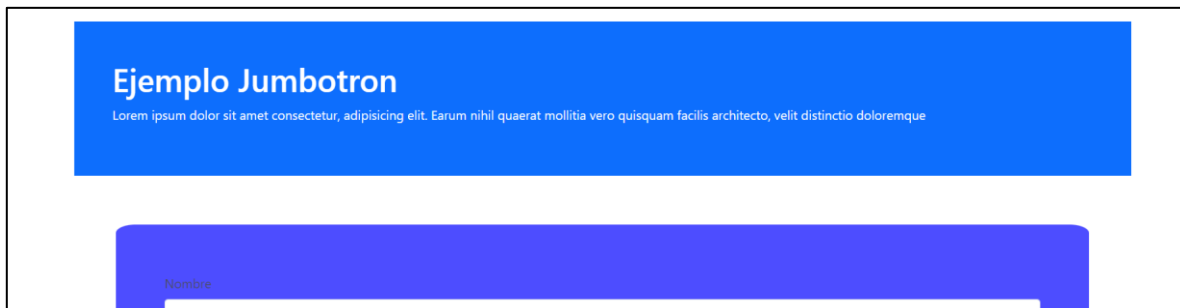 Ejemplo Jumbotron
Lorem ipsum dolor sit amet consectetur, adipisicing elit. Earum nihil quaerat mollitia vero quisquam facilis architecto, velit distinctio doloremque
Nombre